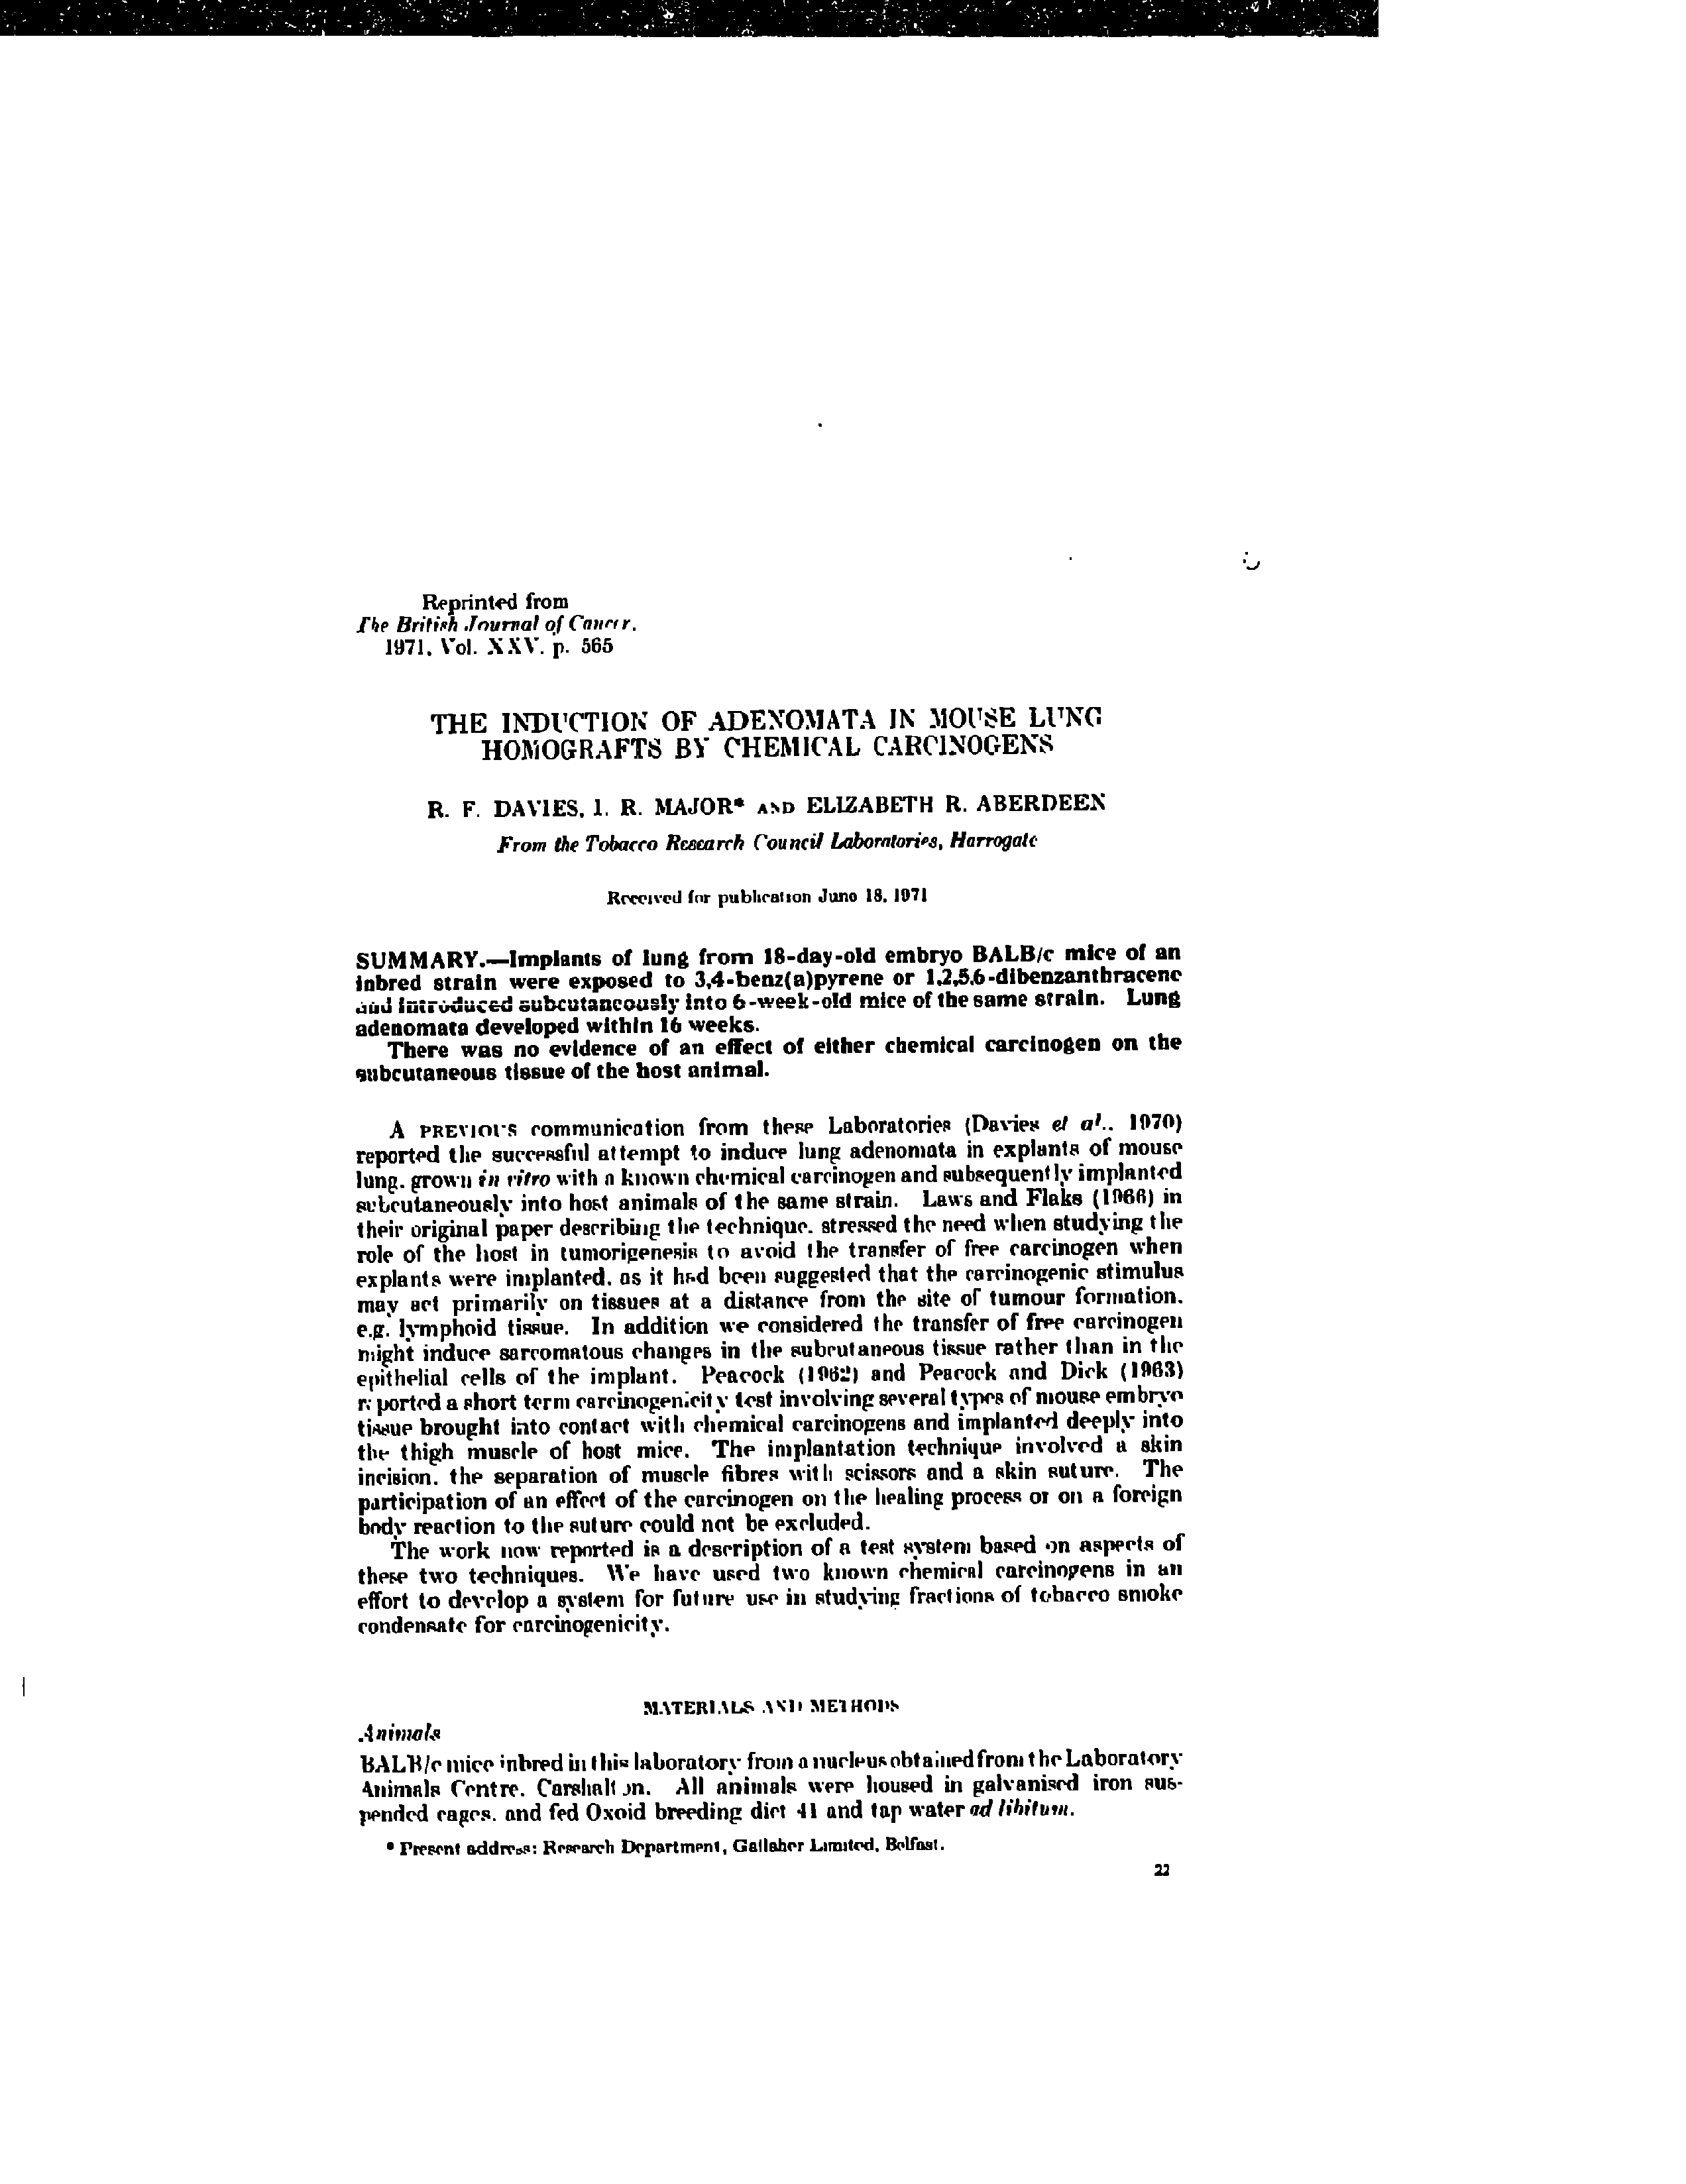 Reprinted from
The British Journal of Cancer.
1971, Vol. XXV. p. 565
THE INDUCTION OF ADENOMATA IN MOUSE LUNG
HOMOGRAFTS BY CHEMICAL CARCINOGENS
R. F. DAVIES, I. R. MAJOR* AND ELIZABETH R. ABERDEEN
From the Tobacco Research Council Laboratories, Harrogate
Received for publication June 18, 1971
SUMMARY.—Implants of lung from 18-day-old embryo BALB/c mice of an
inbred strain were exposed to 3,4-benz(a)pyrene or 1,2,5,6-dibenzanthracene
and introduced subcutaneously into 6-week-old mice of the same strain. Lung
adenomata developed within 16 weeks.
There was no evidence of an effect of either chemical carcinogen on the
subcutaneous tissue of the host animal.
A PREVIOUS communication from these Laboratories (Davies et al., 1970)
reported the successful attempt to induce lung adenomata in explants of mouse
lung, grown in vitro with a known chemical carcinogen and subsequently implanted
subcutaneously into host animals of the same strain. Laws and Flaks (1966) in
their original paper describing the technique, stressed the need when studying the
role of the host in tumorigenesis to avoid the transfer of free carcinogen when
explants were implanted, as it had been suggested that the carcinogenic stimulus
may act primarily on tissues at a distance from the site of tumour formation,
e.g. lymphoid tissue. In addition we considered the transfer of free carcinogen
might induce sarcomatous changes in the subcutaneous tissue rather than in the
epithelial cells of the implant. Peacock (1962) and Peacock and Dick (1963)
reported a short term carcinogenicity test involving several types of mouse embryo
tissue brought into contact with chemical carcinogens and implanted deeply into
the thigh muscle of host mice. The implantation technique involved a skin
incision, the separation of muscle fibres with scissors and a skin suture. The
participation of an effect of the carcinogen on the healing process or on a foreign
body reaction to the suture could not be excluded.
The work now reported is a description of a test system based on aspects of
these two techniques. We have used two known chemical carcinogens in an
effort to develop a system for future use in studying fractions of tobacco smoke
condensate for carcinogenicity.
MATERIALS AND METHODS
Animals
BALB/c mice inbred in this laboratory from a nucleus obtained from the Laboratory
Animals Centre, Carshalton. All animals were housed in galvanised iron sus-
pended cages, and fed Oxoid breeding diet 41 and tap water ad libitum.
* Present address: Research Department, Gallaher Limited, Belfast.
22